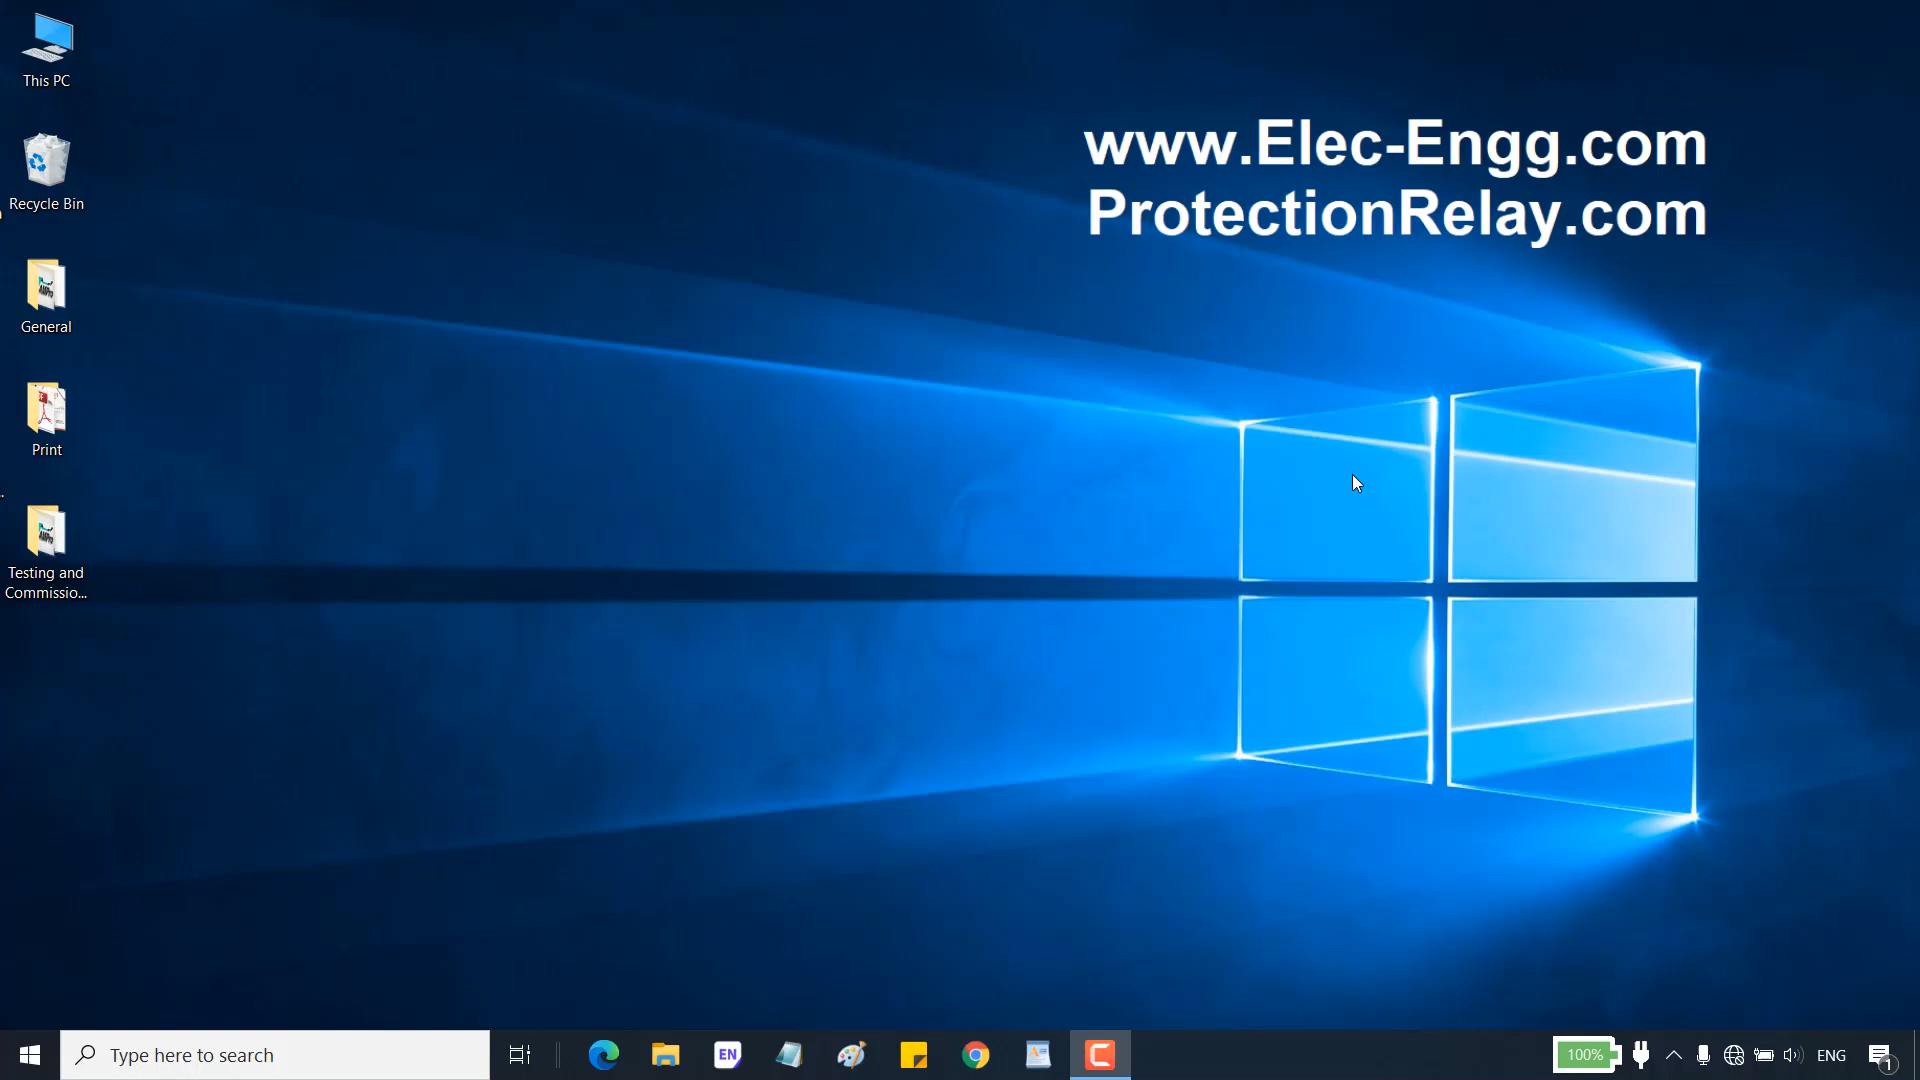 This PC
Recycle Bin
General
Print
Testing and
Commissio...
www.Elec-Engg.com
ProtectionRelay.com
Type here to search
EN
100%
ENG
1